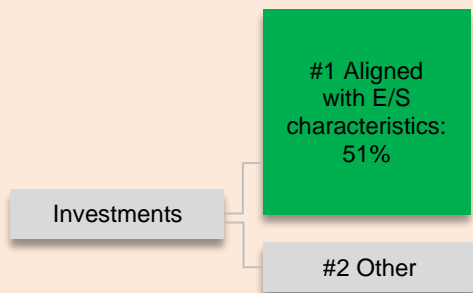 #1 Aligned
with E/S
characteristics:
51%
Investments
#2 Other